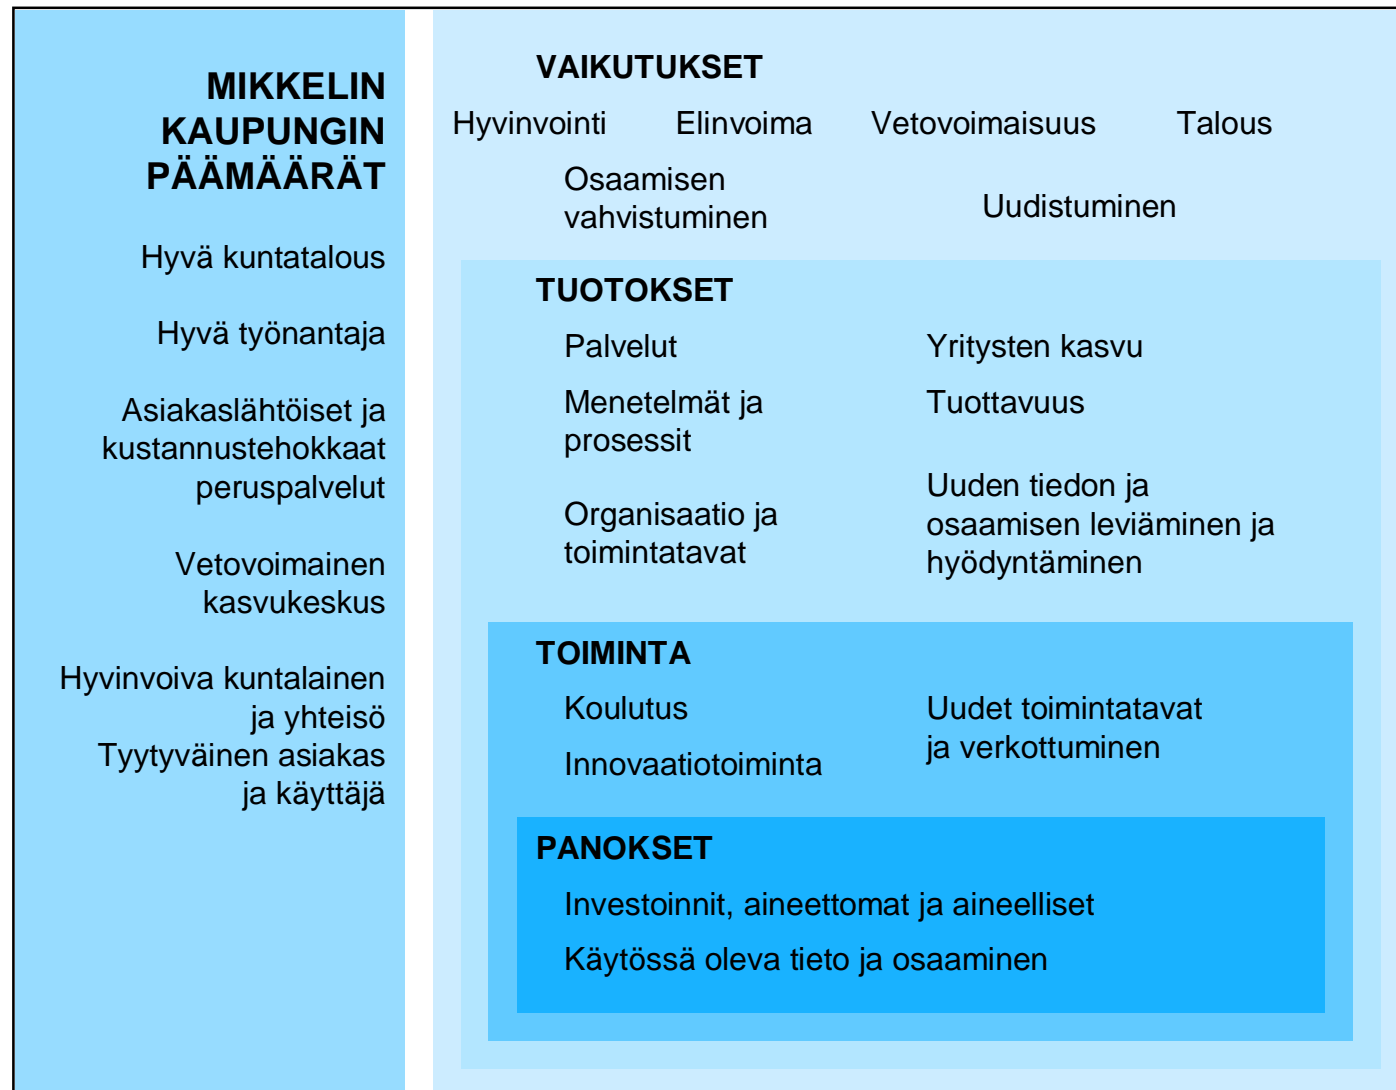 MIKKELIN
KAUPUNGIN
PÄÄMÄÄRÄT
Hyvä kuntatalous
Hyvä työnantaja
Asiakaslähtöiset ja
kustannustehokkaat
peruspalvelut
Vetovoimainen
kasvukeskus
Hyvinvoiva kuntalainen
ja yhteisö
Tyytyväinen asiakas
ja käyttäjä
VAIKUTUKSET
Hyvinvointi Elinvoima Vetovoimaisuus Talous
Osaamisen
vahvistuminen
Uudistuminen
TUOTOKSET
Palvelut
Menetelmät ja
prosessit
Organisaatio ja
toimintatavat
Yritysten kasvu
Tuottavuus
Uuden tiedon ja
osaamisen leviäminen ja
hyödyntäminen
TOIMINTA
Koulutus
Innovaatiotoiminta
Uudet toimintatavat
ja verkottuminen
PANOKSET
Investoinnit, aineettomat ja aineelliset
Käytössä oleva tieto ja osaaminen